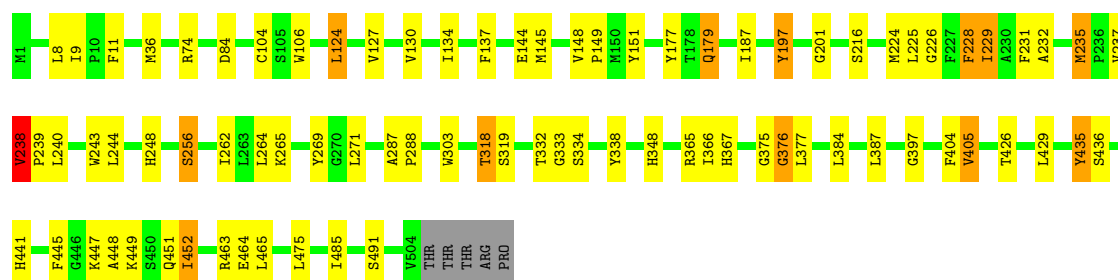 M1 L8 I9 P10 F11 M36 R74 D84 C104 S105 W106 L124 V127 V130 I134 F137 E144 M145 V148 P149 M150 Y151 Y177 T178 Q179 I187 Y197 G201 S216 M224 L225 G226 F227 F228 I229 A230 F231 A232 M235 P236 V237
V238 P239 L240 W243 L244 H248 S256 I262 L263 L264 K265 Y269 G270 L271 A287 P288 W303 T318 S319 T332 G333 S334 Y338 H348 R365 I366 H367 G375 G376 L377 L384 L387 G397 F404 V405 T426 L429 Y435 S436
H441 F445 G446 K447 A448 K449 S450 Q451 I452 R463 E464 L465 L475 I485 S491 V504 THR THR THR ARG PRO